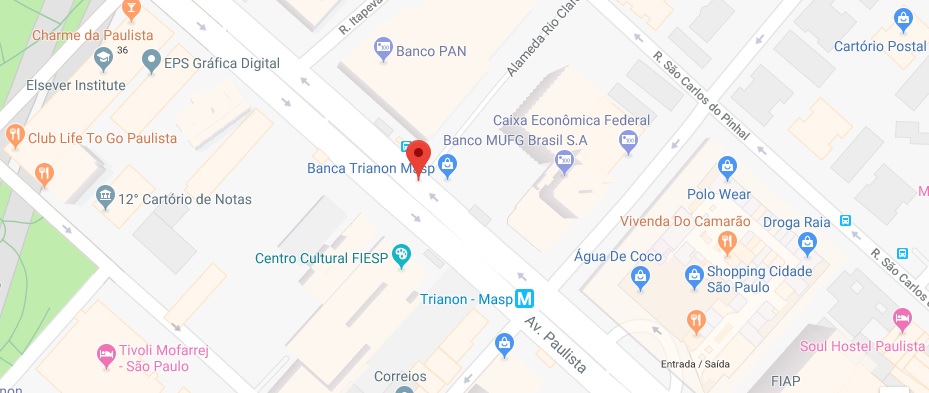 R. Itapeva
Charme da Paulista
36
Banco PAN
Alameda Rio Claro
Cartório Postal
EPS Gráfica Digital
Elsever Institute
R. São Carlos do Pinhal
Caixa Econômica Federal
Club Life To Go Paulista
Banco MUFG Brasil S.A
Banca Trianon Masp
Polo Wear
12° Cartório de Notas
Vivenda Do Camarão
Droga Raia
Centro Cultural FIESP
Água De Coco
R. São Carlos
Shopping Cidade
São Paulo
Trianon - Masp
M
Av. Paulista
Tivoli Mofarrej
- São Paulo
Soul Hostel Paulista
Entrada / Saída
Correios
FIAP
non
M